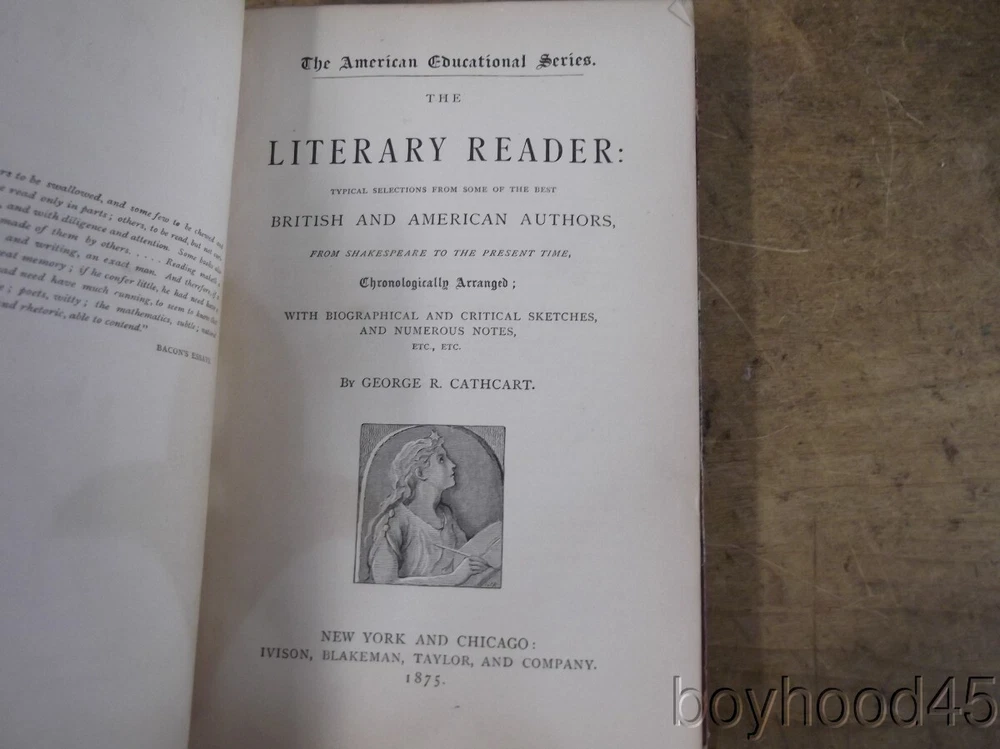 rs to be swallowed, and some few to be chewed
read only in parts; others, to be read, but not
and with diligence and attention. Some books
made of them by others. . . . . Reading maketh
and writing, an exact man. And therefore, if
eat memory; if he confer little, he had need have
ad need have much running, to seem to know
; poets, witty; the mathematics, subtle;
nd rhetoric, able to contend."
BACON'S ESSAYS
The American Educational Series.
THE
LITERARY READER:
TYPICAL SELECTIONS FROM SOME OF THE BEST
BRITISH AND AMERICAN AUTHORS,
FROM SHAKESPEARE TO THE PRESENT TIME,
Chronologically Arranged;
WITH BIOGRAPHICAL AND CRITICAL SKETCHES,
AND NUMEROUS NOTES,
ETC., ETC.
By GEORGE R. CATHCART.
NEW YORK AND CHICAGO:
IVISON, BLAKEMAN, TAYLOR, AND COMPANY.
1875.
boyhood45